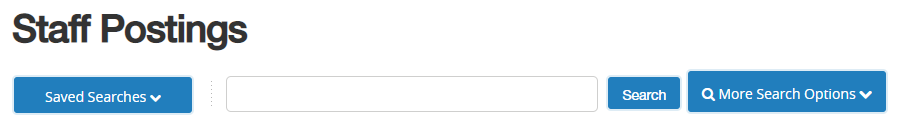 Staff Postings
Saved Searches Search More Search Options